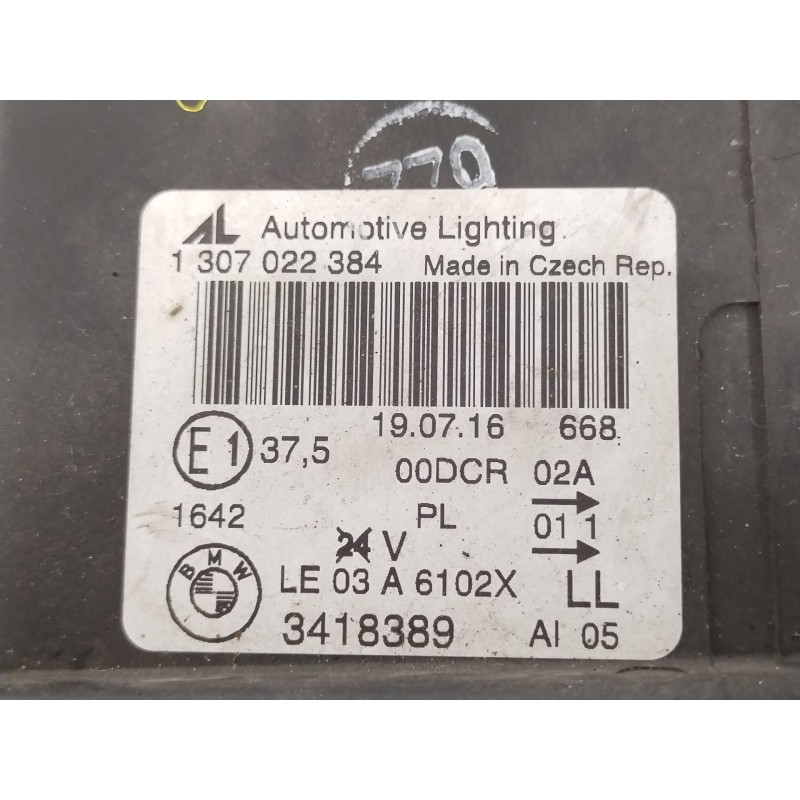 770
AL Automotive Lighting
1 307 022 384 Made in Czech Rep.
19.07.16 668
E1 37,5 00DCR 02A
1642 PL 01 1
24 V
BMW LE 03 A 6102X LL
3418389 AI 05